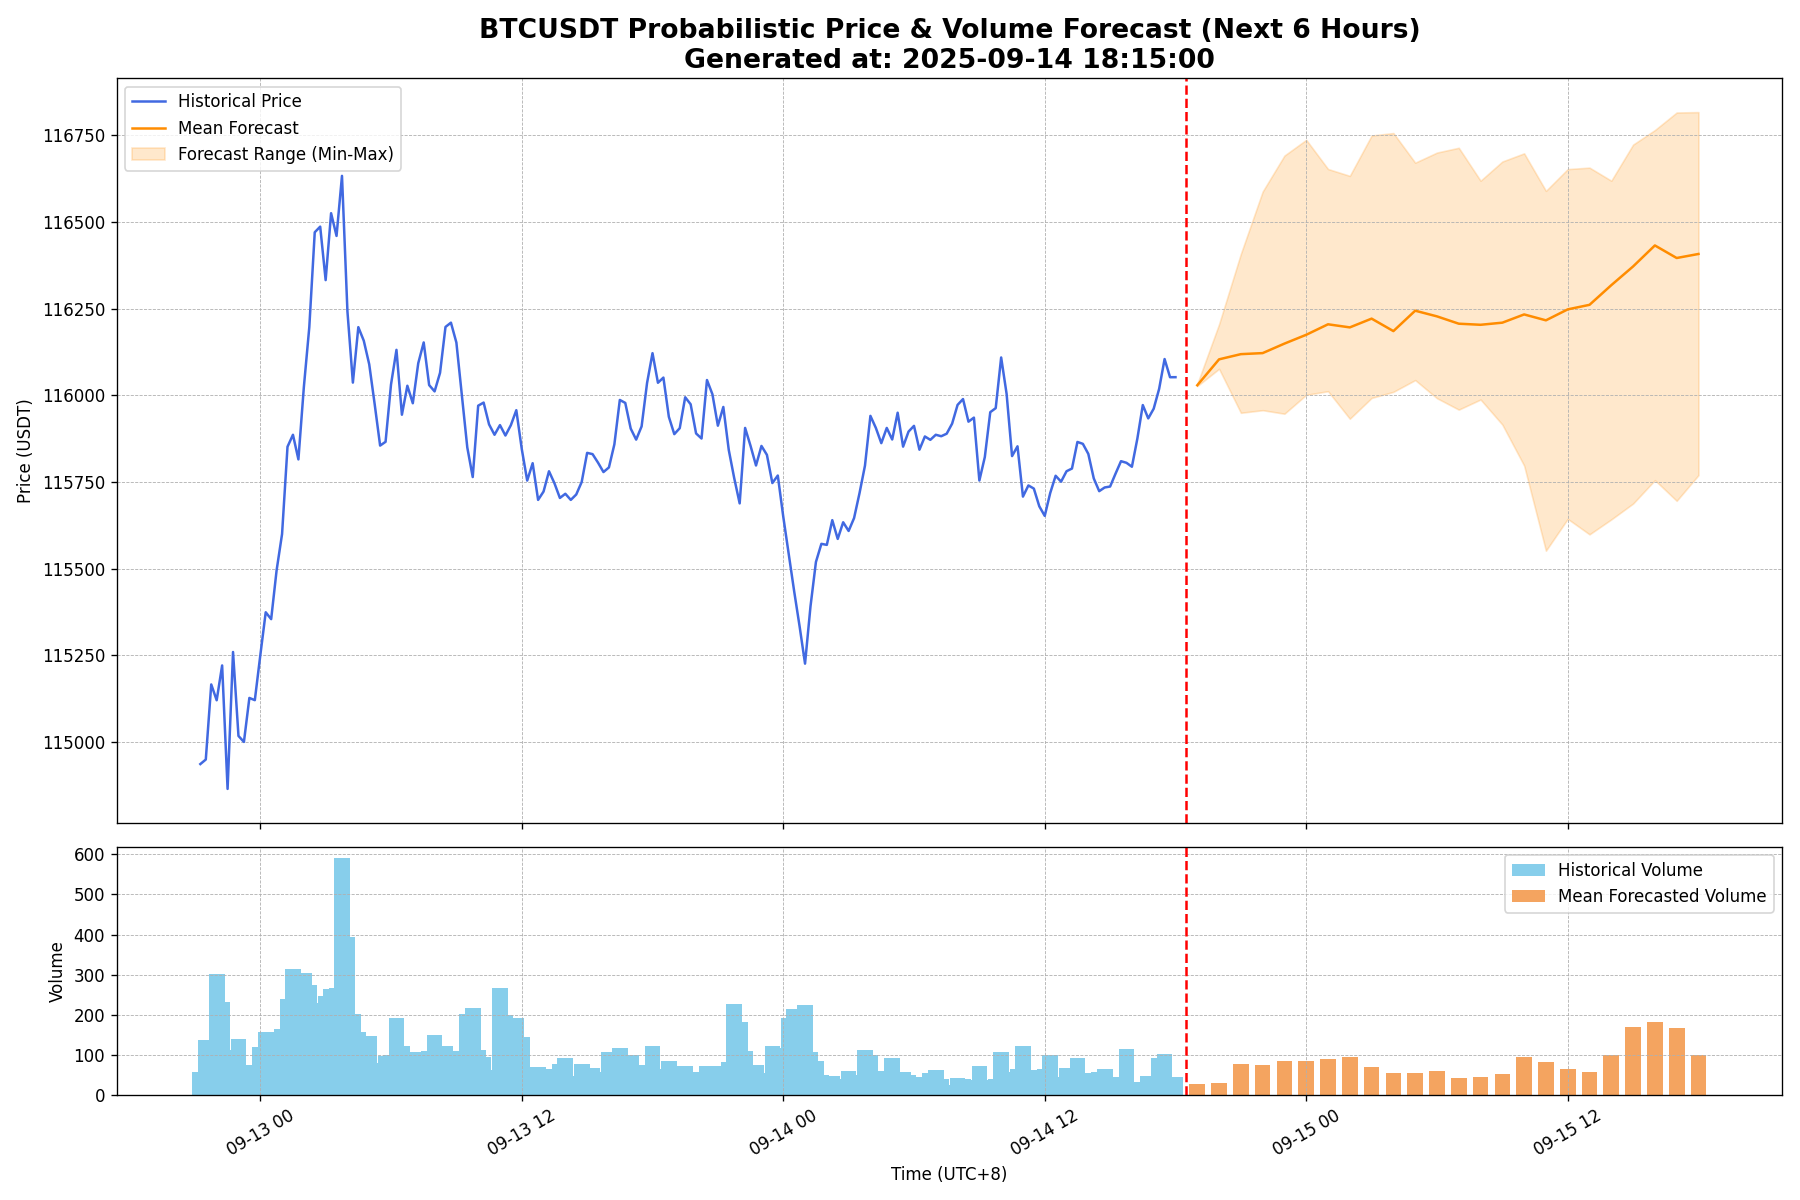 BTCUSDT Probabilistic Price & Volume Forecast (Next 6 Hours)
Generated at: 2025-09-14 18:15:00
Historical Price
Mean Forecast
Forecast Range (Min-Max)
116750
116500
116250
116000
115750
115500
115250
115000
Price (USDT)
Historical Volume
Mean Forecasted Volume
600
500
400
300
200
100
0
Volume
09-13 00
09-13 12
09-14 00
09-14 12
09-15 00
09-15 12
Time (UTC+8)